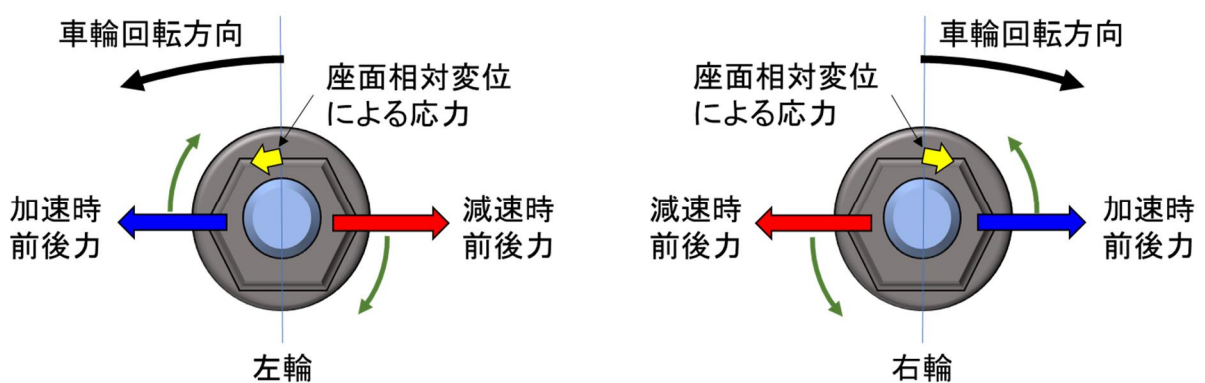 車輪回転方向
座面相対変位
による応力
加速時
前後力
減速時
前後力
左輪
車輪回転方向
座面相対変位
による応力
減速時
前後力
加速時
前後力
右輪